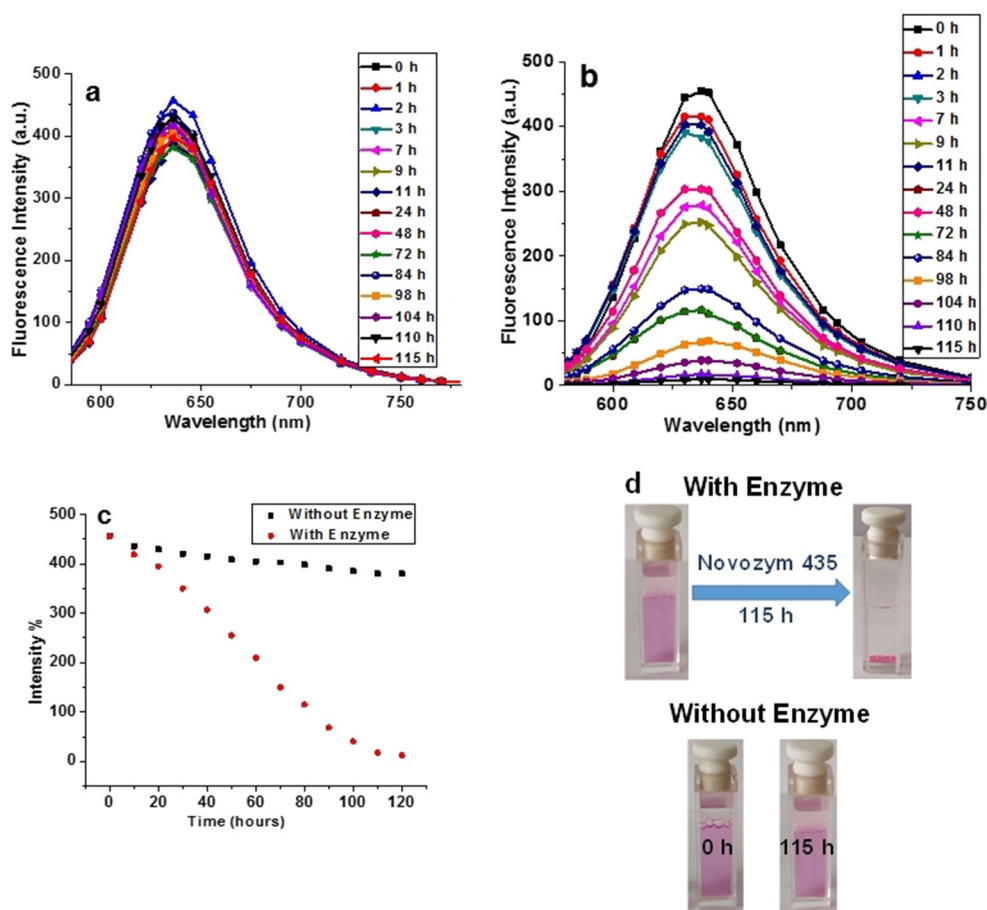 a
Fluorescence Intensity (a.u.)
500
400
300
200
100
0
600
650
700
750
Wavelength (nm)
0 h
1 h
2 h
3 h
7 h
9 h
11 h
24 h
48 h
72 h
84 h
98 h
104 h
110 h
115 h
b
Fluorescence Intensity (a.u.)
500
400
300
200
100
0
600
650
700
750
Wavelength (nm)
0 h
1 h
2 h
3 h
7 h
9 h
11 h
24 h
48 h
72 h
84 h
98 h
104 h
110 h
115 h
c
Intensity %
500
400
300
200
100
0
0
20
40
60
80
100
120
Time (hours)
Without Enzyme
With Enzyme
d
With Enzyme
Novozym 435
115 h
Without Enzyme
0 h
115 h